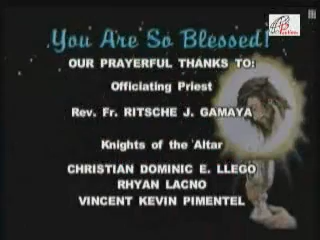 You Are So Blessed!
OUR PRAYERFUL THANKS TO:
Officiating Priest
Rev. Fr. RITSCHE J. GAMAYA
Knights of the Altar
CHRISTIAN DOMINIC E. LLEGO
RHYAN LACNO
VINCENT KEVIN PIMENTEL